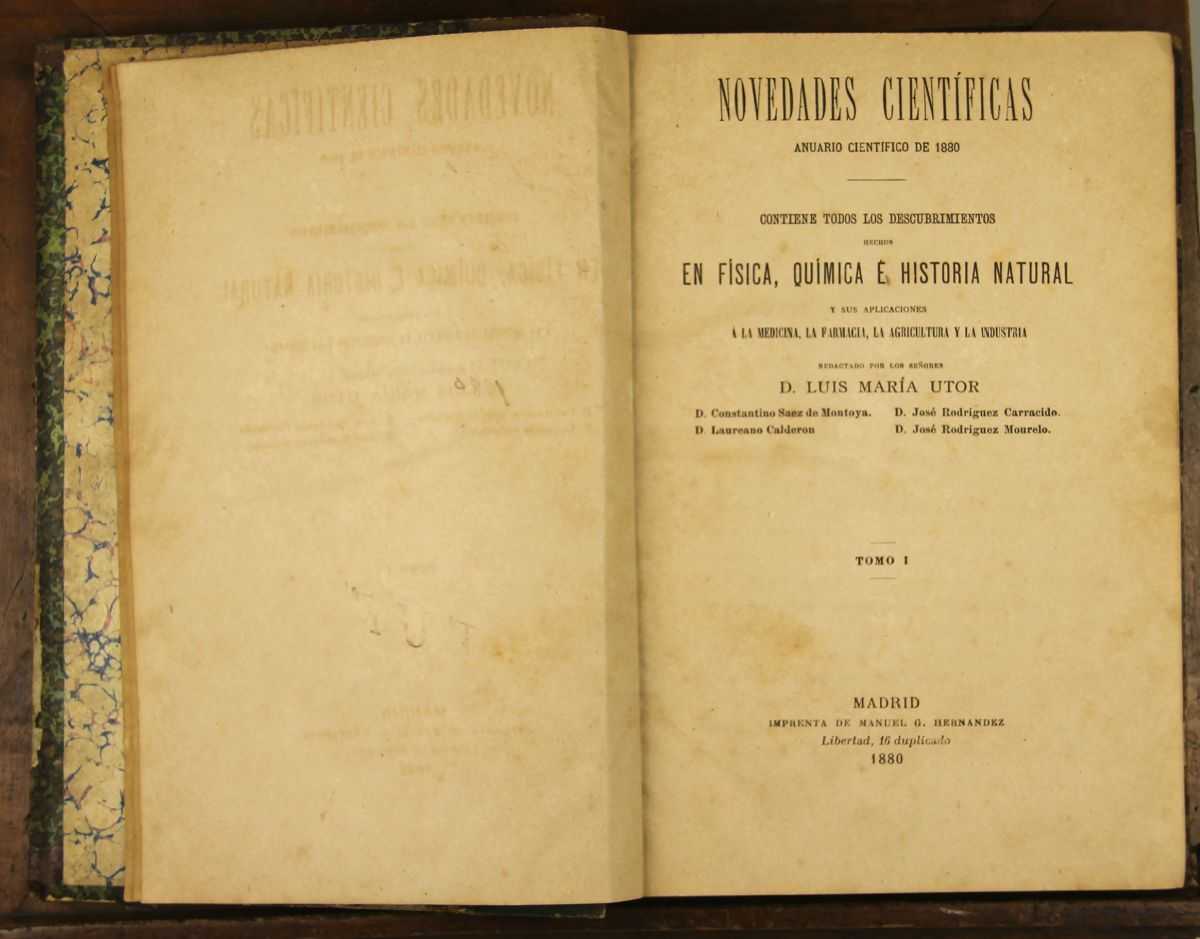 NOVEDADES CIENTÍFICAS
ANUARIO CIENTÍFICO DE 1880
CONTIENE TODOS LOS DESCUBRIMIENTOS
HECHOS
EN FÍSICA, QUÍMICA É HISTORIA NATURAL
Y SUS APLICACIONES
Á LA MEDICINA, LA FARMACIA, LA AGRICULTURA Y LA INDUSTRIA
REDACTADO POR LOS SEÑORES
D. LUIS MARÍA UTOR
D. Constantino Saez de Montoya. D. José Rodriguez Carracido.
D. Laureano Calderon D. José Rodriguez Mourelo.
TOMO I
MADRID
IMPRENTA DE MANUEL G. HERNANDEZ
Libertad, 16 duplicado
1880